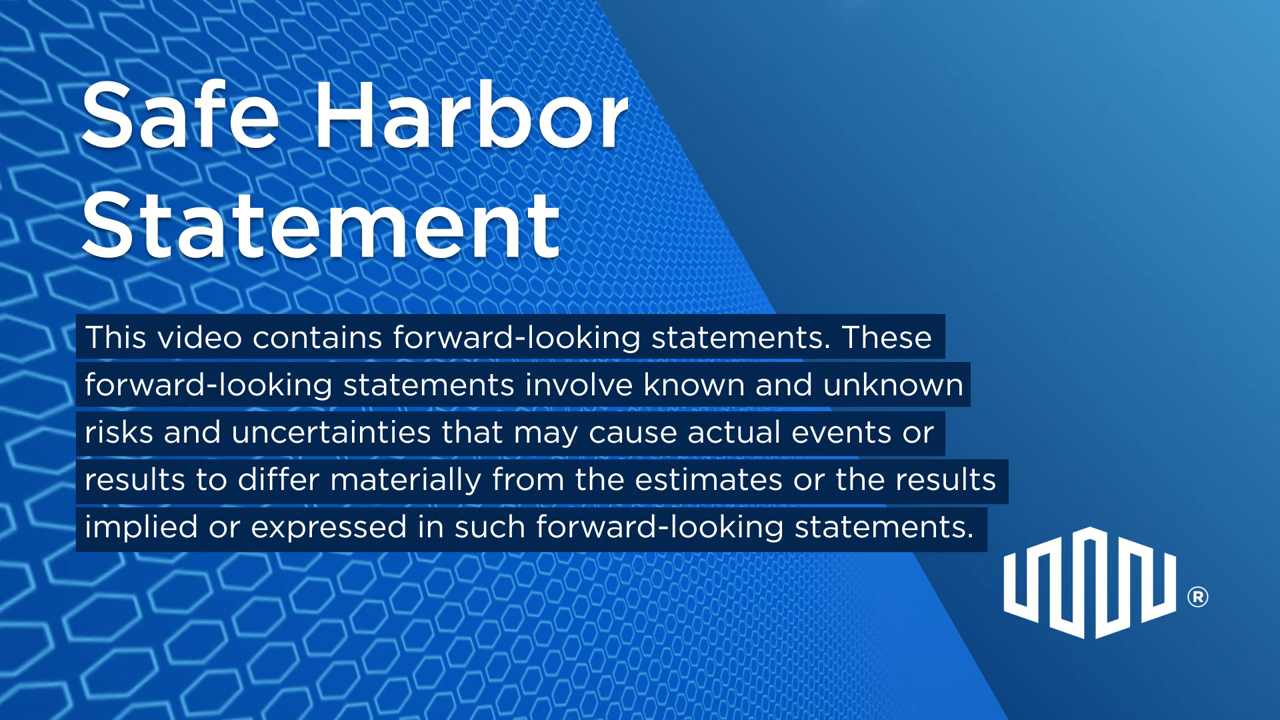 Safe Harbor
Statement
This video contains forward-looking statements. These
forward-looking statements involve known and unknown
risks and uncertainties that may cause actual events or
results to differ materially from the estimates or the results
implied or expressed in such forward-looking statements.
®